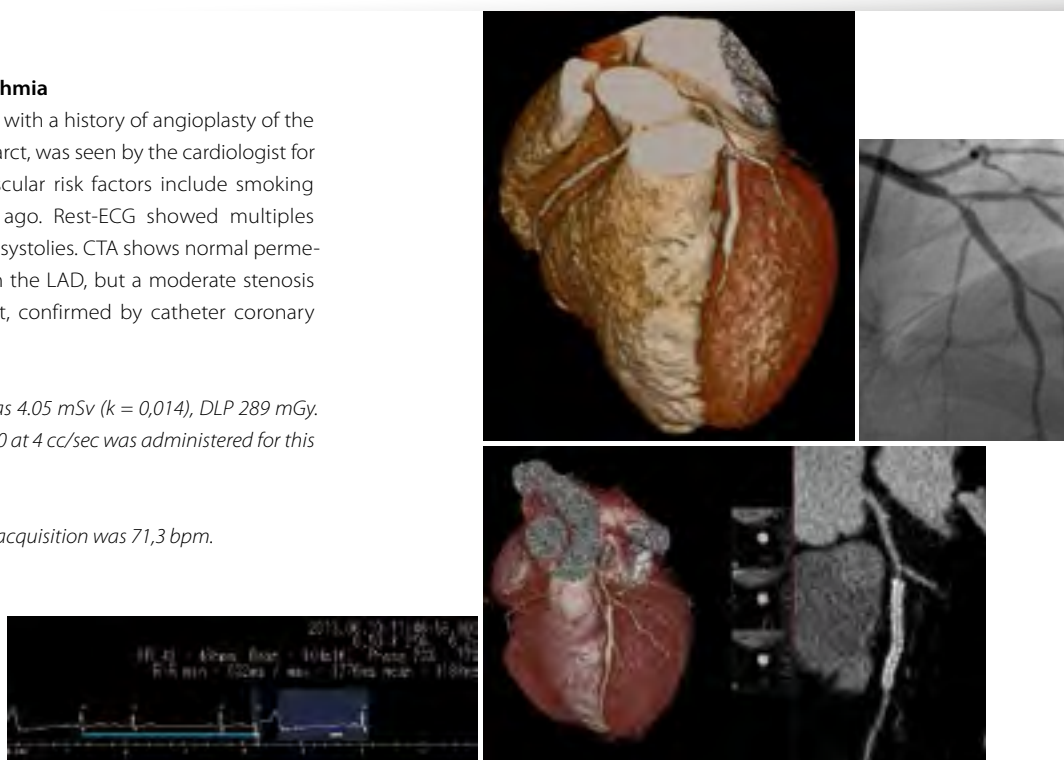 hmia
with a history of angioplasty of the
arct, was seen by the cardiologist for
scular risk factors include smoking
ago. Rest-ECG showed multiples
systolies. CTA shows normal perme-
n the LAD, but a moderate stenosis
t, confirmed by catheter coronary
as 4.05 mSv (k = 0,014), DLP 289 mGy.
0 at 4 cc/sec was administered for this
acquisition was 71,3 bpm.